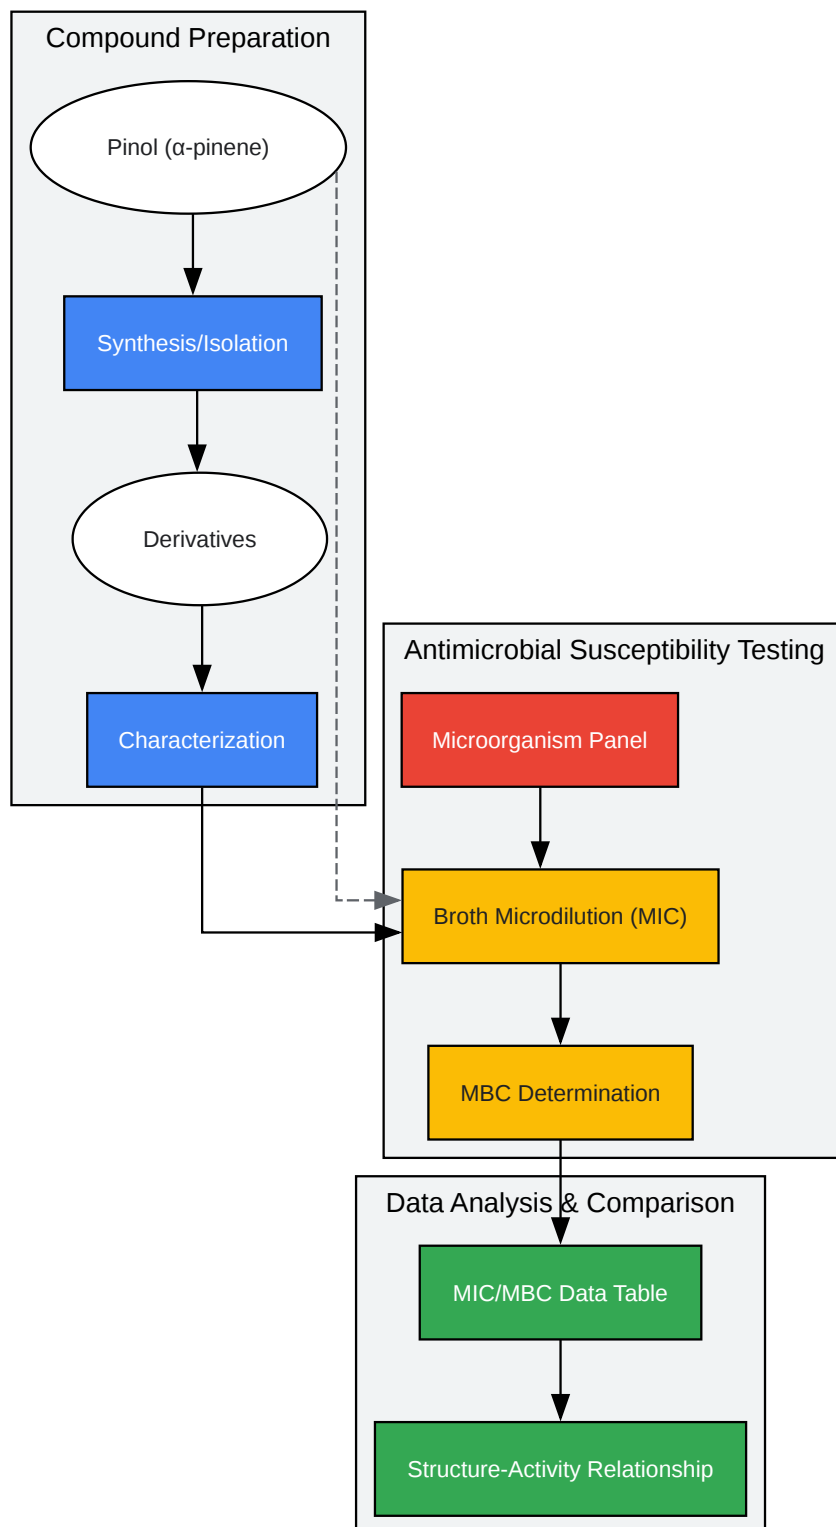 Compound Preparation
Pinol (α-pinene)
Synthesis/Isolation
Derivatives
Characterization
Antimicrobial Susceptibility Testing
Microorganism Panel
Broth Microdilution (MIC)
MBC Determination
Data Analysis & Comparison
MIC/MBC Data Table
Structure-Activity Relationship